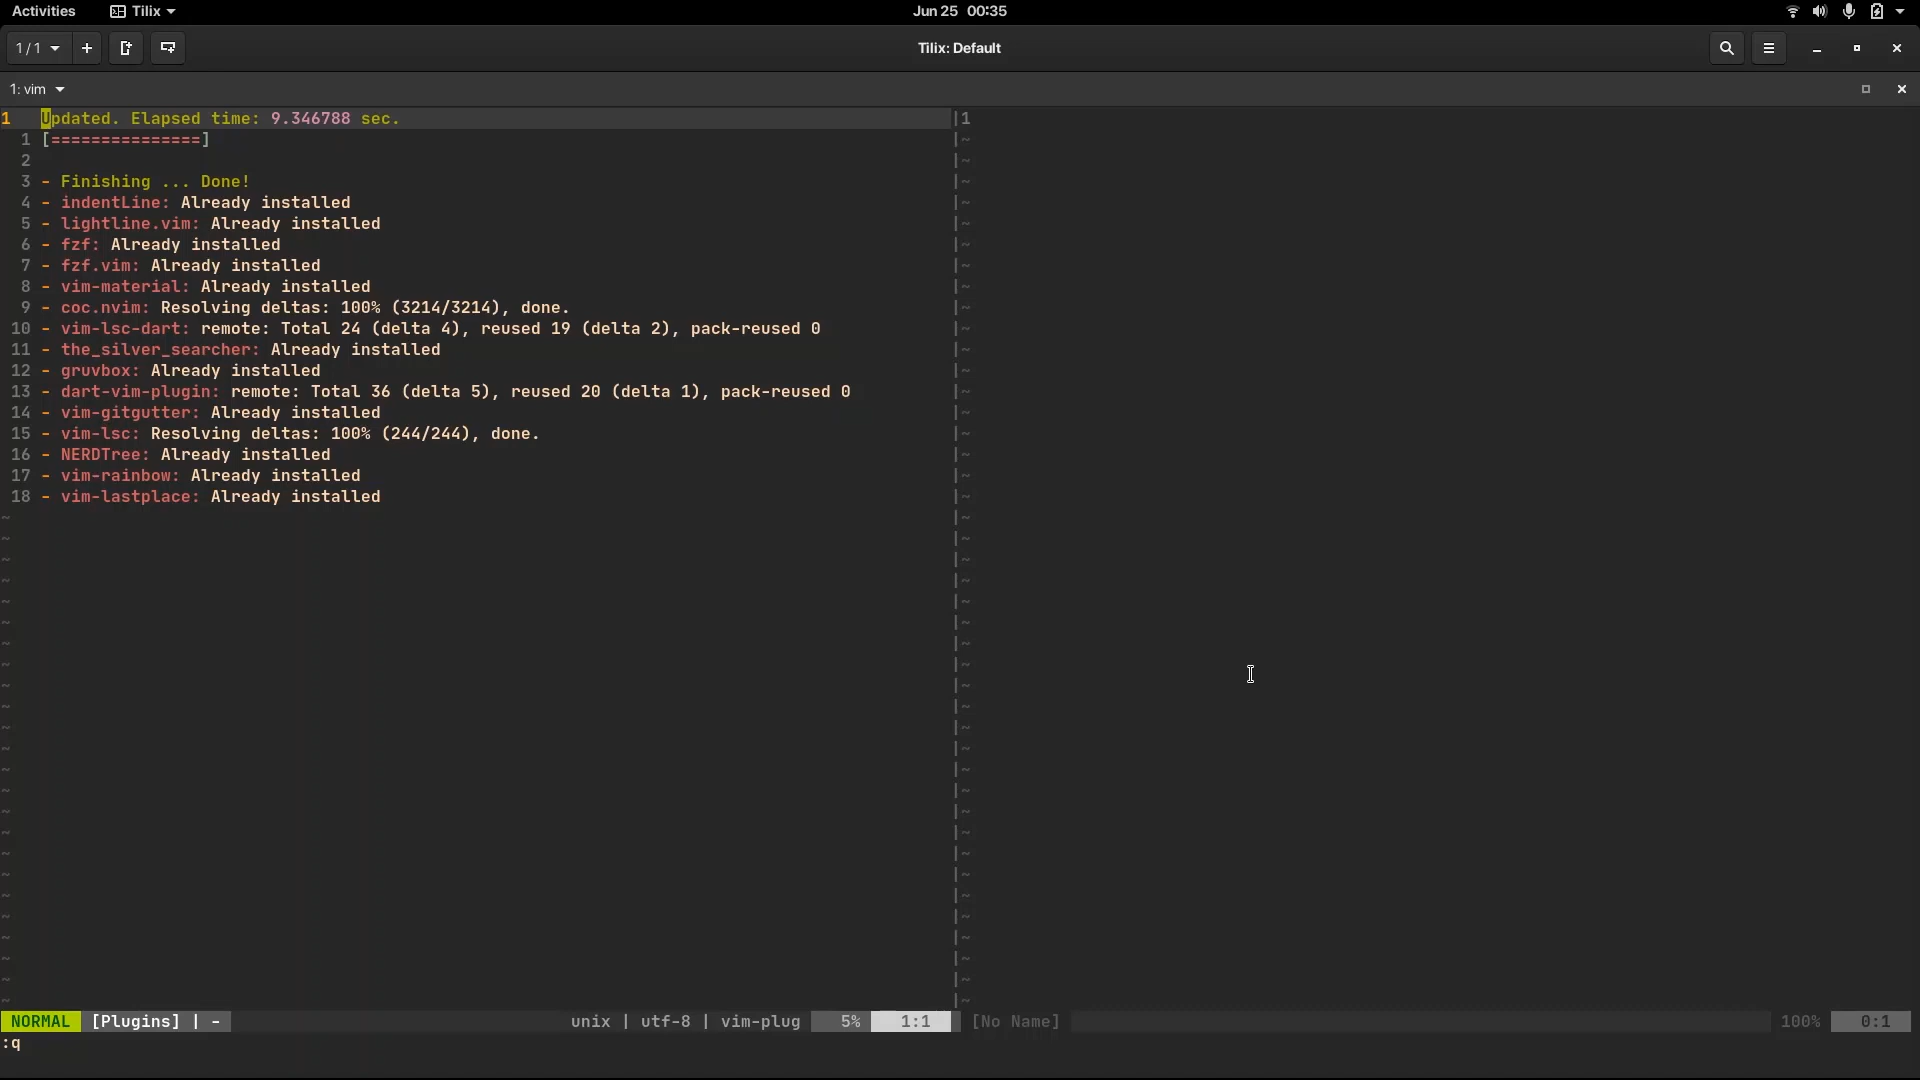 Activities Tilix Jun 25 00:35
1/1 Tilix: Default
1: vim
1 Updated. Elapsed time: 9.346788 sec.
1 [===============]
2
3 - Finishing ... Done!
4 - indentLine: Already installed
5 - lightline.vim: Already installed
6 - fzf: Already installed
7 - fzf.vim: Already installed
8 - vim-material: Already installed
9 - coc.nvim: Resolving deltas: 100% (3214/3214), done.
10 - vim-lsc-dart: remote: Total 24 (delta 4), reused 19 (delta 2), pack-reused 0
11 - the_silver_searcher: Already installed
12 - gruvbox: Already installed
13 - dart-vim-plugin: remote: Total 36 (delta 5), reused 20 (delta 1), pack-reused 0
14 - vim-gitgutter: Already installed
15 - vim-lsc: Resolving deltas: 100% (244/244), done.
16 - NERDTree: Already installed
17 - vim-rainbow: Already installed
18 - vim-lastplace: Already installed
1
NORMAL [Plugins] | - unix | utf-8 | vim-plug 5% 1:1 [No Name] 100% 0:1
:q